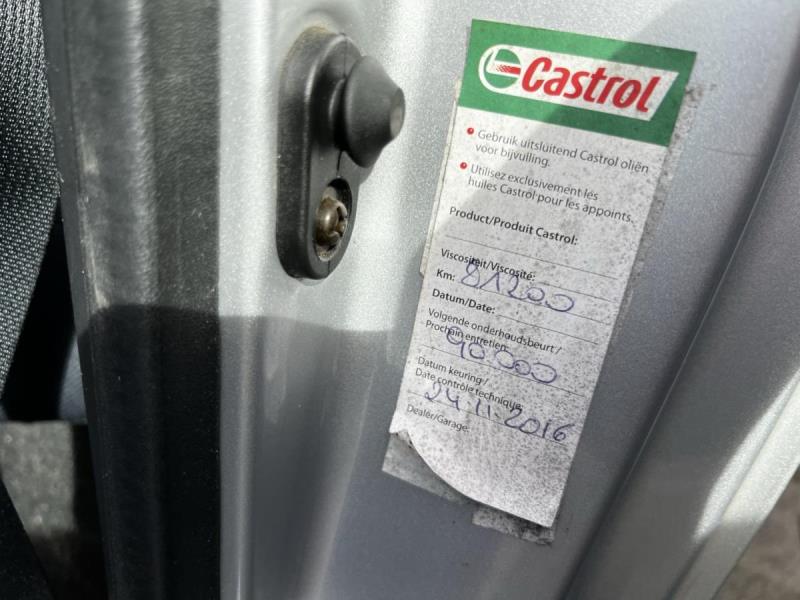 Castrol
Gebruik uitsluitend Castrol oliën
voor bijvulling.
Utilisez exclusivement les
huiles Castrol pour les appoints.
Product/Produit Castrol:
Viscositeit/Viscosité:
Km: 81200
Datum/Date:
Volgende onderhoudsbeurt/
Prochain entretien:
90 000
Datum keuring/
Date contrôle technique
24.11.2016
Dealer/Garage: